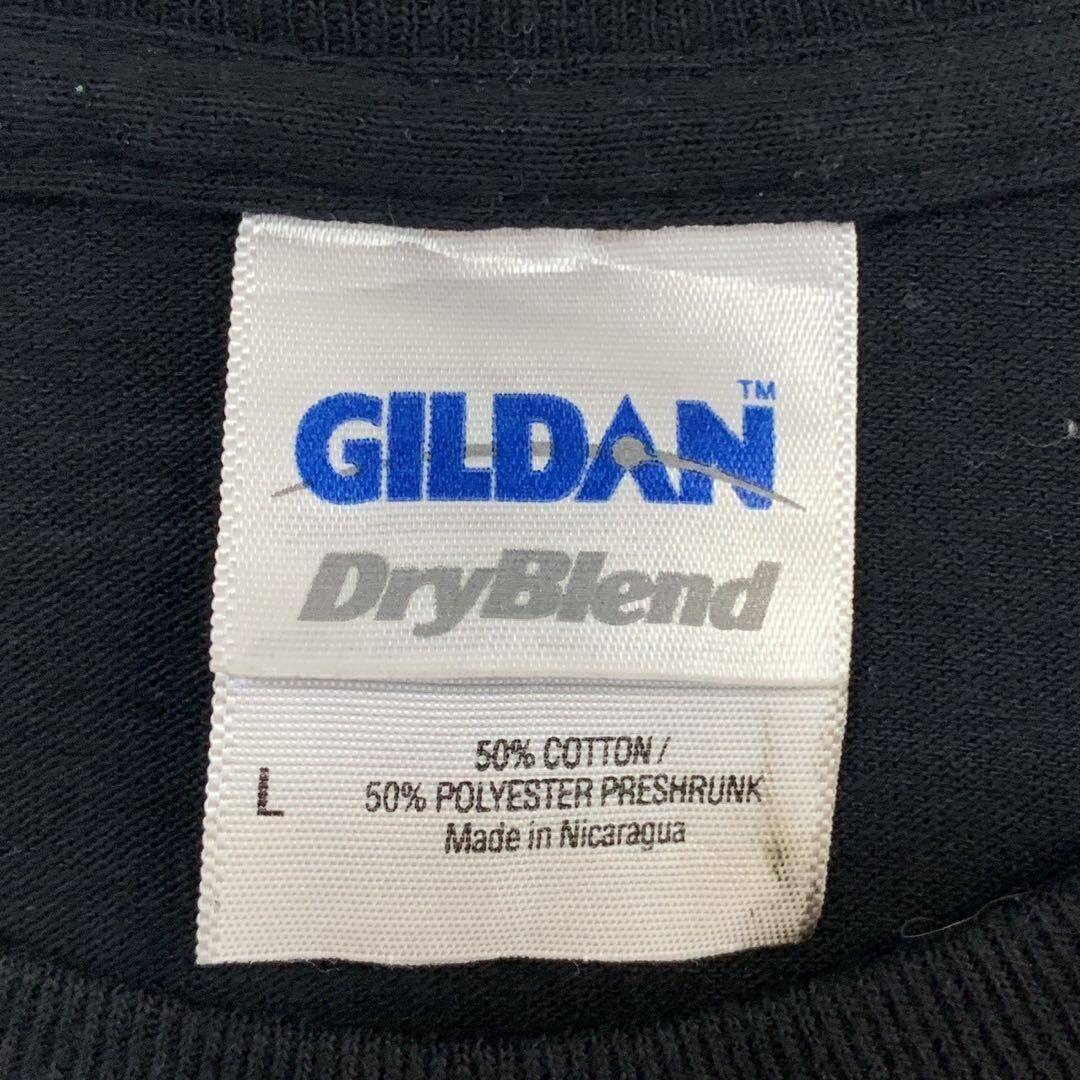 GILDAN™
DryBlend
50% COTTON /
L 50% POLYESTER PRESHRUNK
Made in Nicaragua